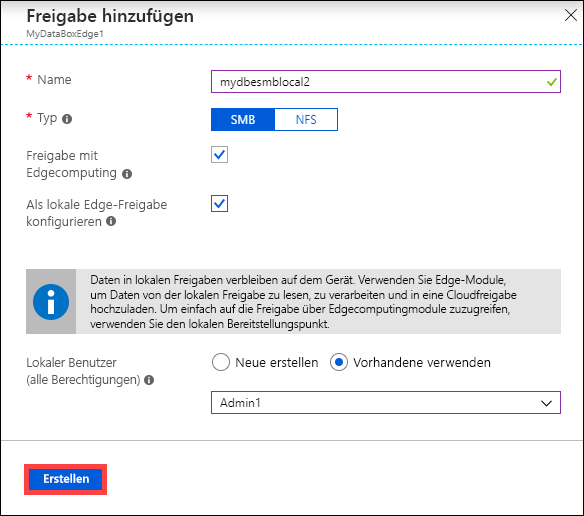 Freigabe hinzufügen
MyDataBoxEdge1
* Name
mydbesmblocal2
* Typ
SMB NFS
Freigabe mit
Edgecomputing
Als lokale Edge-Freigabe
konfigurieren
Daten in lokalen Freigaben verbleiben auf dem Gerät. Verwenden Sie Edge-Module,
um Daten von der lokalen Freigabe zu lesen, zu verarbeiten und in eine Cloudfreigabe
hochzuladen. Um einfach auf die Freigabe über Edgecomputingmodule zuzugreifen,
verwenden Sie den lokalen Bereitstellungspunkt.
Lokaler Benutzer
(alle Berechtigungen)
Neue erstellen Vorhandene verwenden
Admin1
Erstellen